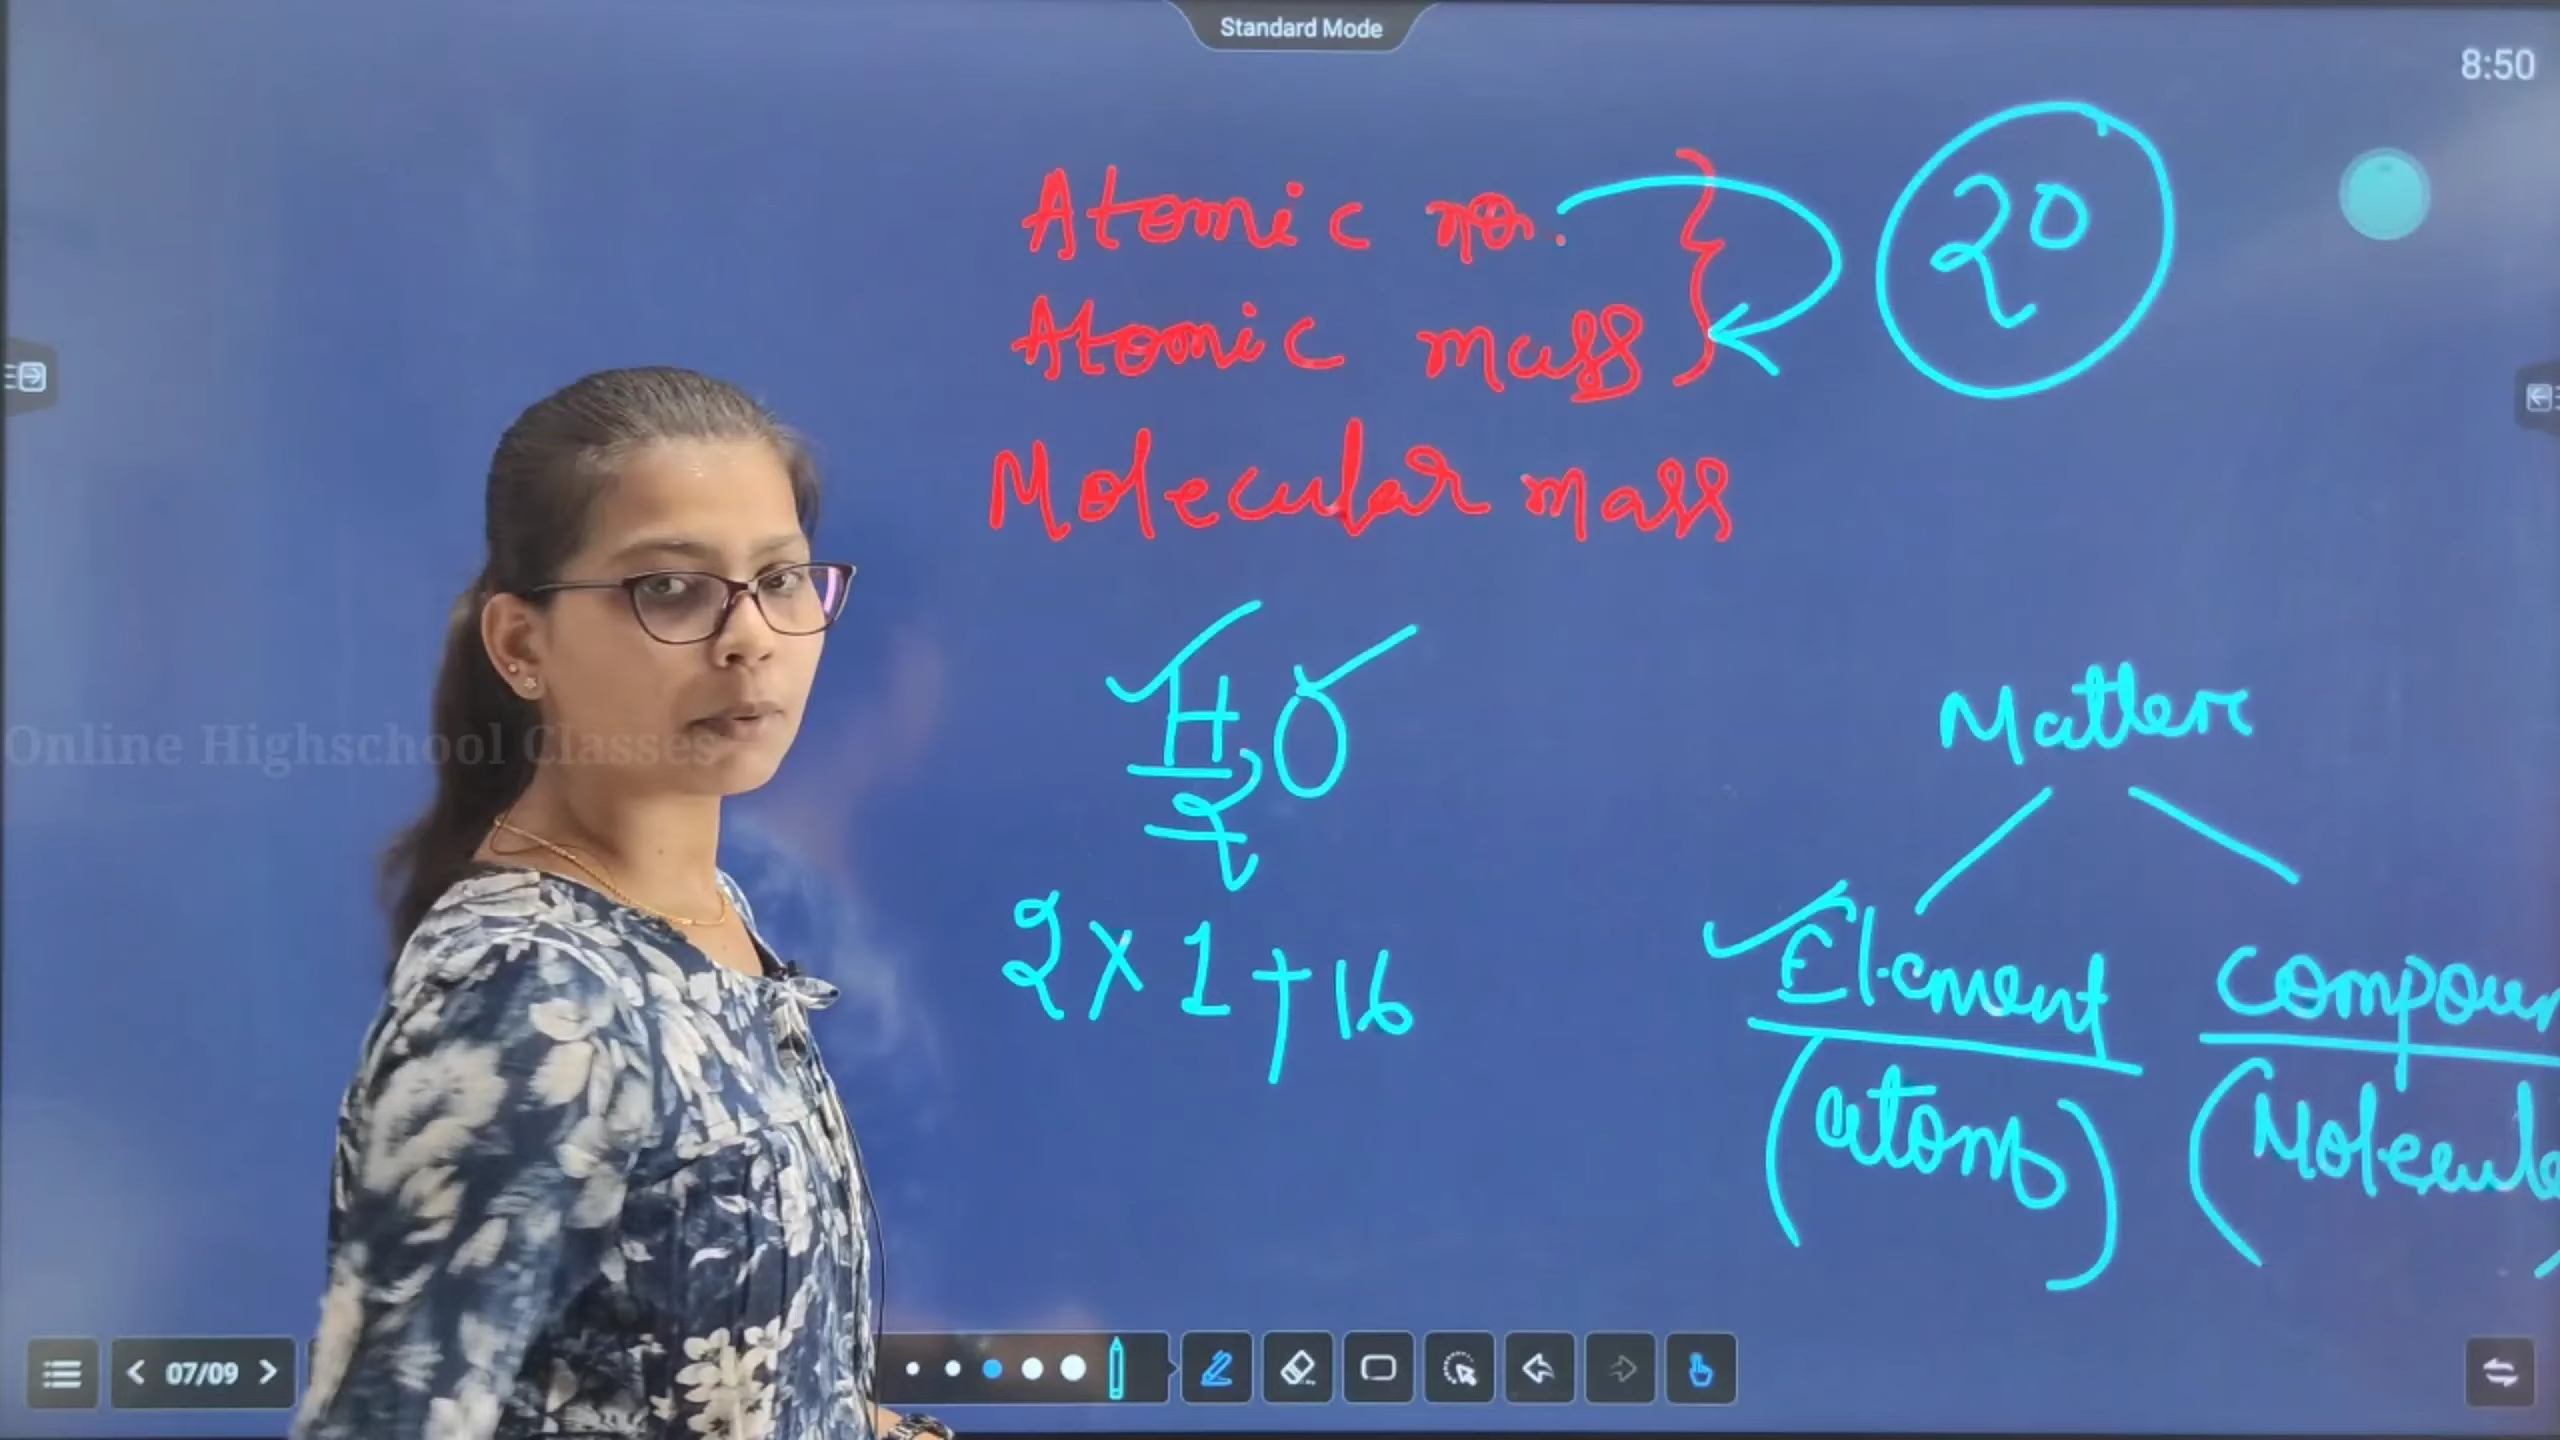 Standard Mode
8:50
Atomic no.
20
Atomic mass
Molecular mass
H2O
2
Matter
Online Highschool Classes
2 x 1 + 16
Element
compoun
(atom)
(Molecule)
07/09